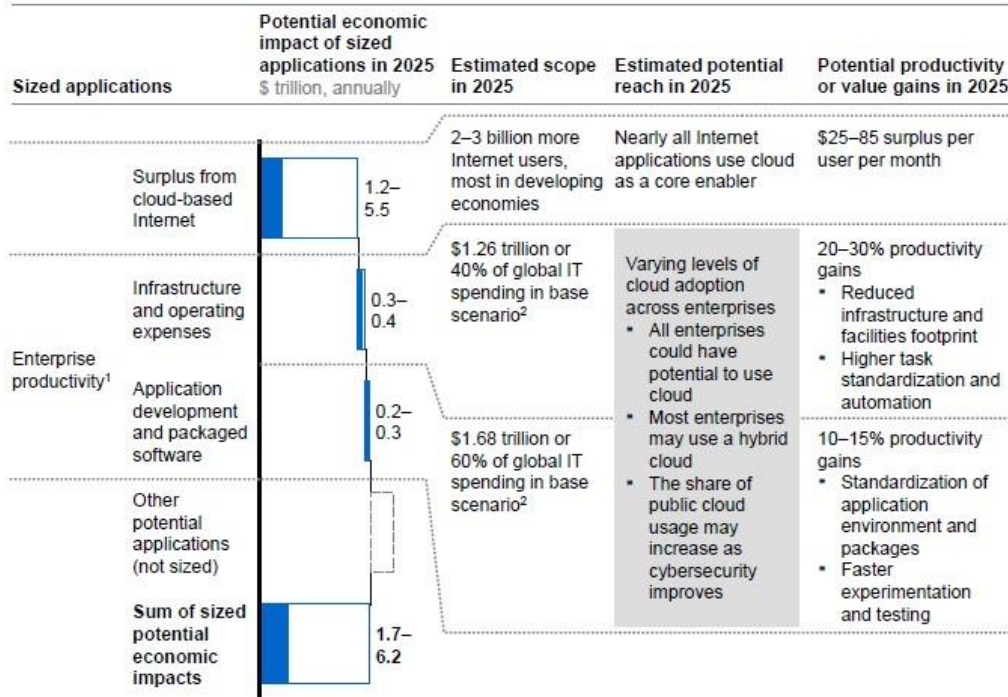 Sized applications
Potential economic
impact of sized
applications in 2025
$ trillion, annually
Estimated scope
in 2025
Estimated potential
reach in 2025
Potential productivity
or value gains in 2025
Surplus from
cloud-based
Internet
1.2–
5.5
2–3 billion more
Internet users,
most in developing
economies
Nearly all Internet
applications use cloud
as a core enabler
$25–85 surplus per
user per month
Enterprise
productivity1
Infrastructure
and operating
expenses
0.3–
0.4
$1.26 trillion or
40% of global IT
spending in base
scenario2
Varying levels of
cloud adoption
across enterprises
▪ All enterprises
could have
potential to use
cloud
▪ Most enterprises
may use a hybrid
cloud
▪ The share of
public cloud
usage may
increase as
cybersecurity
improves
20–30% productivity
gains
▪ Reduced
infrastructure and
facilities footprint
▪ Higher task
standardization and
automation
Application
development
and packaged
software
0.2–
0.3
$1.68 trillion or
60% of global IT
spending in base
scenario2
10–15% productivity
gains
▪ Standardization of
application
environment and
packages
▪ Faster
experimentation
and testing
Other
potential
applications
(not sized)
Sum of sized
potential
economic
impacts
1.7–
6.2